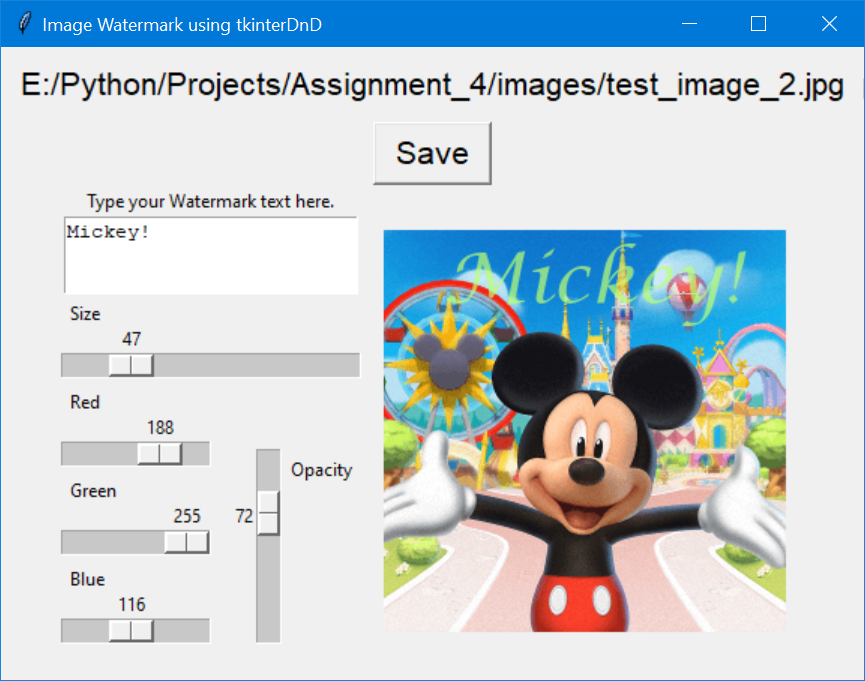 Image Watermark using tkinterDnD
E:/Python/Projects/Assignment_4/images/test_image_2.jpg
Save
Type your Watermark text here.
Mickey!
Mickey!
Size
47
Red
188
Green
255
Opacity
72
Blue
116